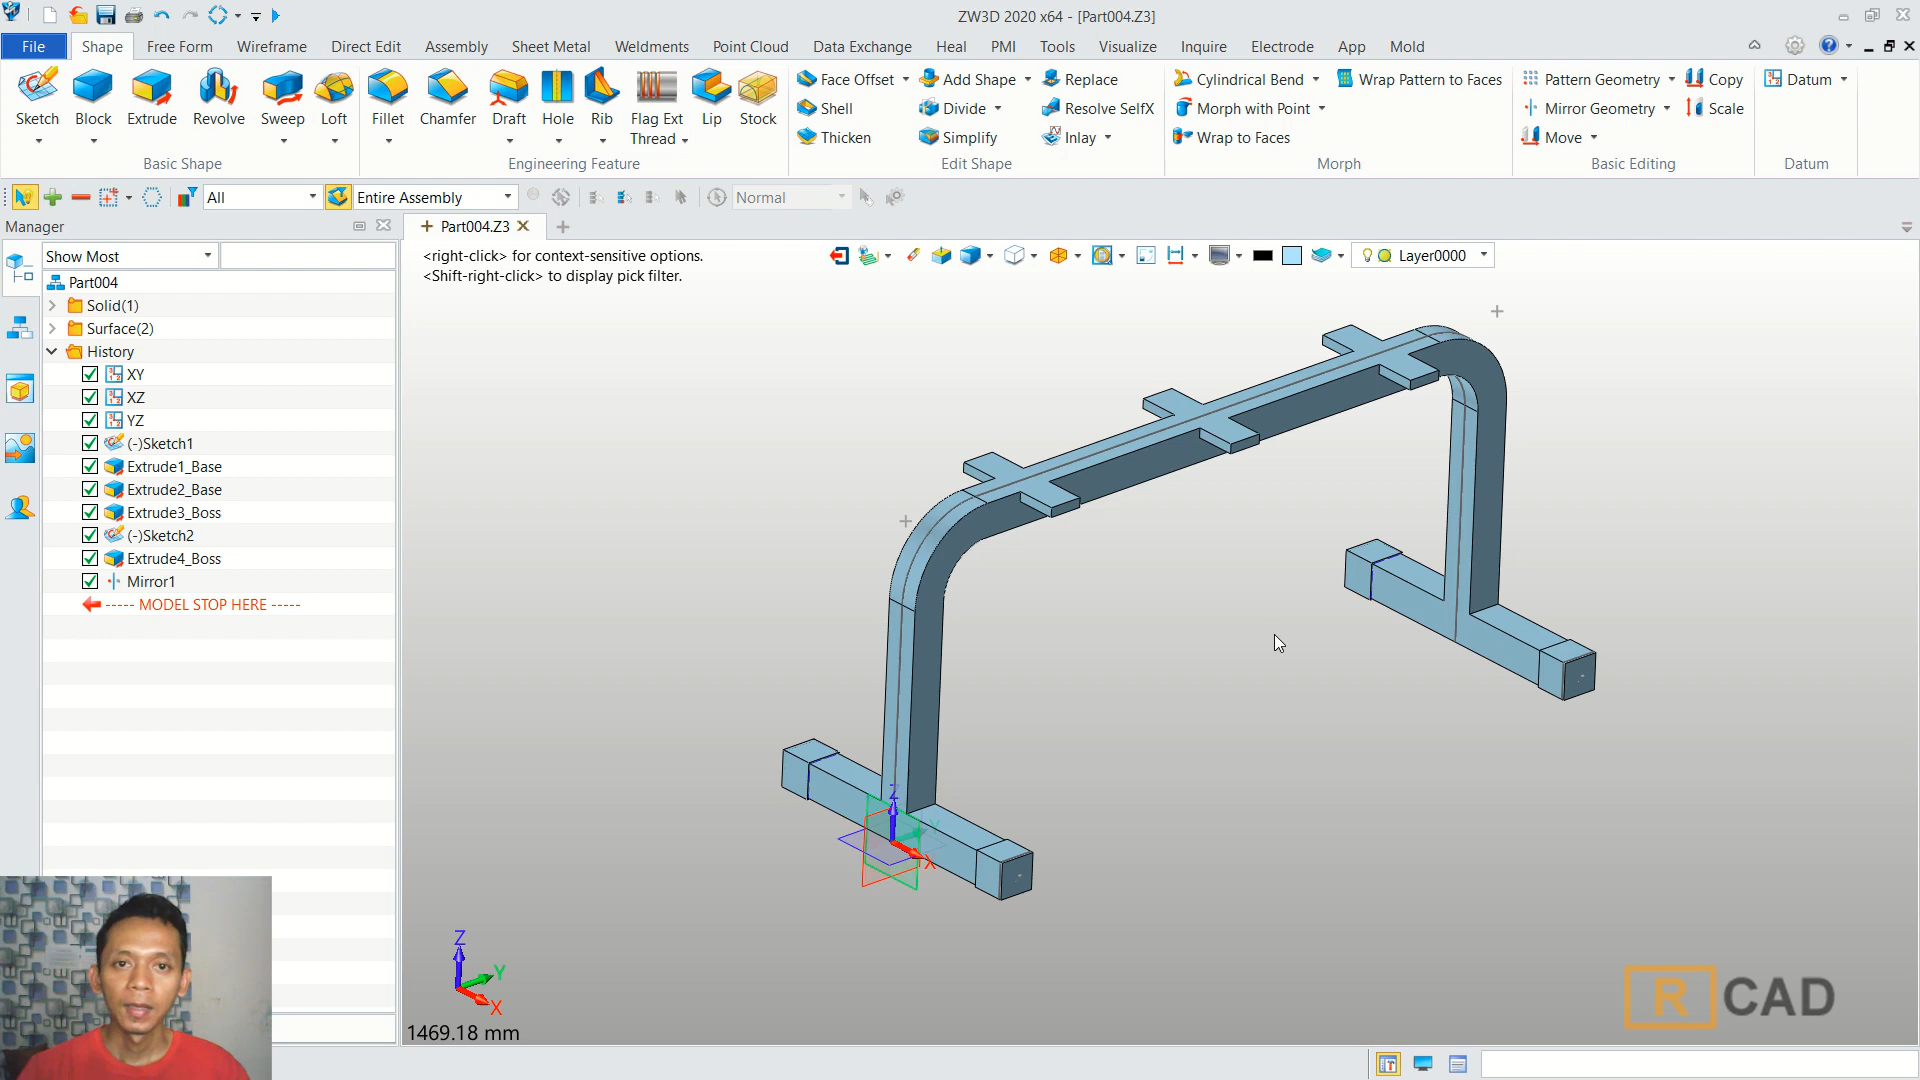 ZW3D 2020 x64 - [Part004.Z3]
File Shape Free Form Wireframe Direct Edit Assembly Sheet Metal Weldments Point Cloud Data Exchange Heal PMI Tools Visualize Inquire Electrode App Mold
Sketch Block Extrude Revolve Sweep Loft
Basic Shape
Fillet Chamfer Draft Hole Rib Flag Ext Thread Lip Stock
Engineering Feature
Face Offset Add Shape Replace
Shell Divide Resolve SelfX
Thicken Simplify Inlay
Edit Shape
Cylindrical Bend Wrap Pattern to Faces
Morph with Point
Wrap to Faces
Morph
Pattern Geometry Copy
Mirror Geometry Scale
Move
Basic Editing
Datum
Datum
All Entire Assembly Normal
Manager
Part004.Z3
Show Most
<right-click> for context-sensitive options.
<Shift-right-click> to display pick filter.
Layer0000
Part004
Solid(1)
Surface(2)
History
XY
XZ
YZ
(-)Sketch1
Extrude1_Base
Extrude2_Base
Extrude3_Boss
(-)Sketch2
Extrude4_Boss
Mirror1
----- MODEL STOP HERE -----
Z
Y
X
Z
Y
X
1469.18 mm
R CAD